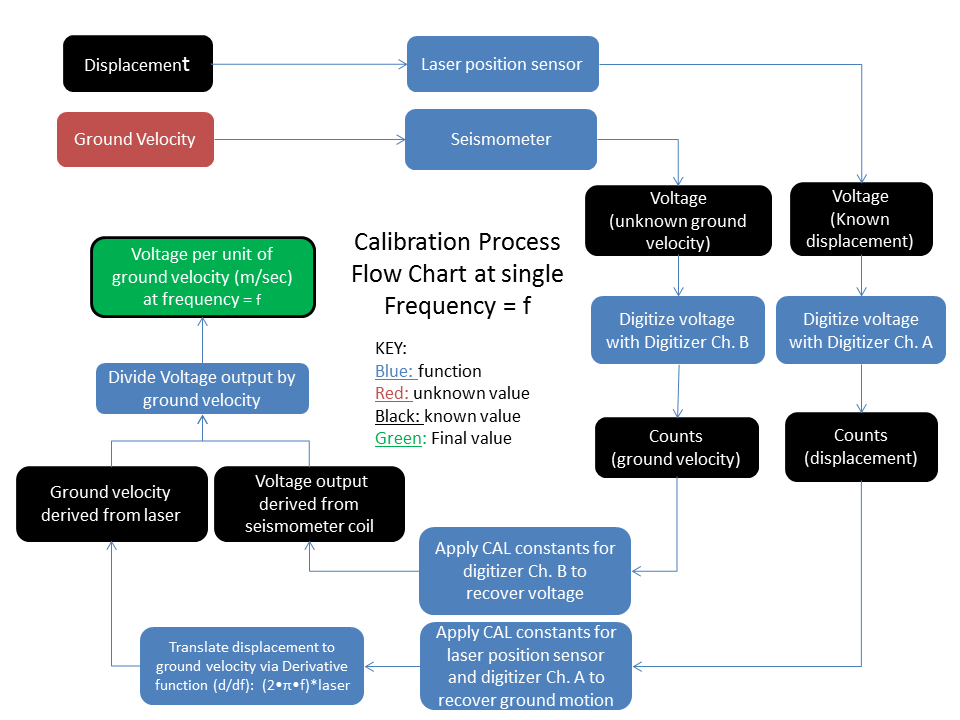 Displacement
Laser position sensor
Ground Velocity
Seismometer
Voltage
(unknown ground
velocity)
Voltage
(Known
displacement)
Voltage per unit of
ground velocity (m/sec)
at frequency = f
Calibration Process
Flow Chart at single
Frequency = f
Digitize voltage
with Digitizer Ch. B
Digitize voltage
with Digitizer Ch. A
KEY:
Blue: function
Red: unknown value
Black: known value
Green: Final value
Divide Voltage output by
ground velocity
Counts
(ground velocity)
Counts
(displacement)
Ground velocity
derived from laser
Voltage output
derived from
seismometer coil
Apply CAL constants for
digitizer Ch. B to
recover voltage
Translate displacement to
ground velocity via Derivative
function (d/df): (2•π•f)*laser
Apply CAL constants for
laser position sensor
and digitizer Ch. A to
recover ground motion